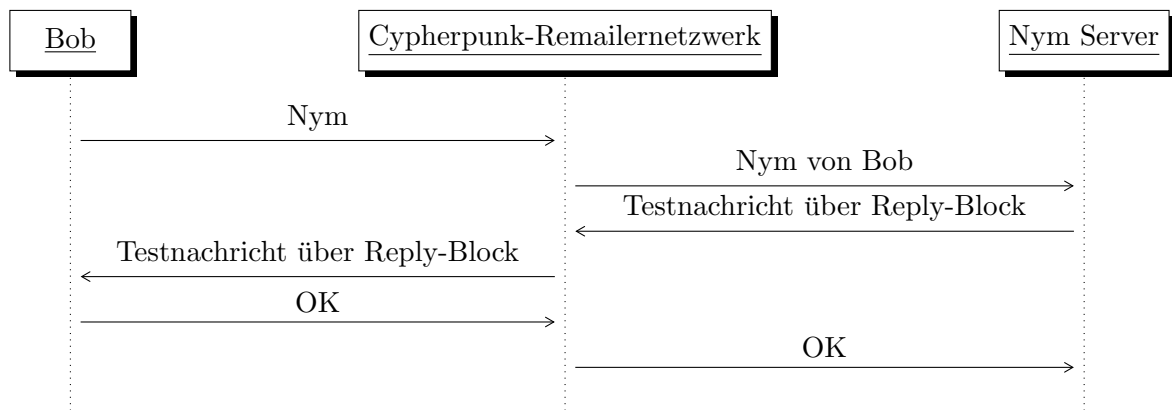 Bob
Cypherpunk-Remailernetzwerk
Nym Server
Nym
Nym von Bob
Testnachricht über Reply-Block
Testnachricht über Reply-Block
OK
OK